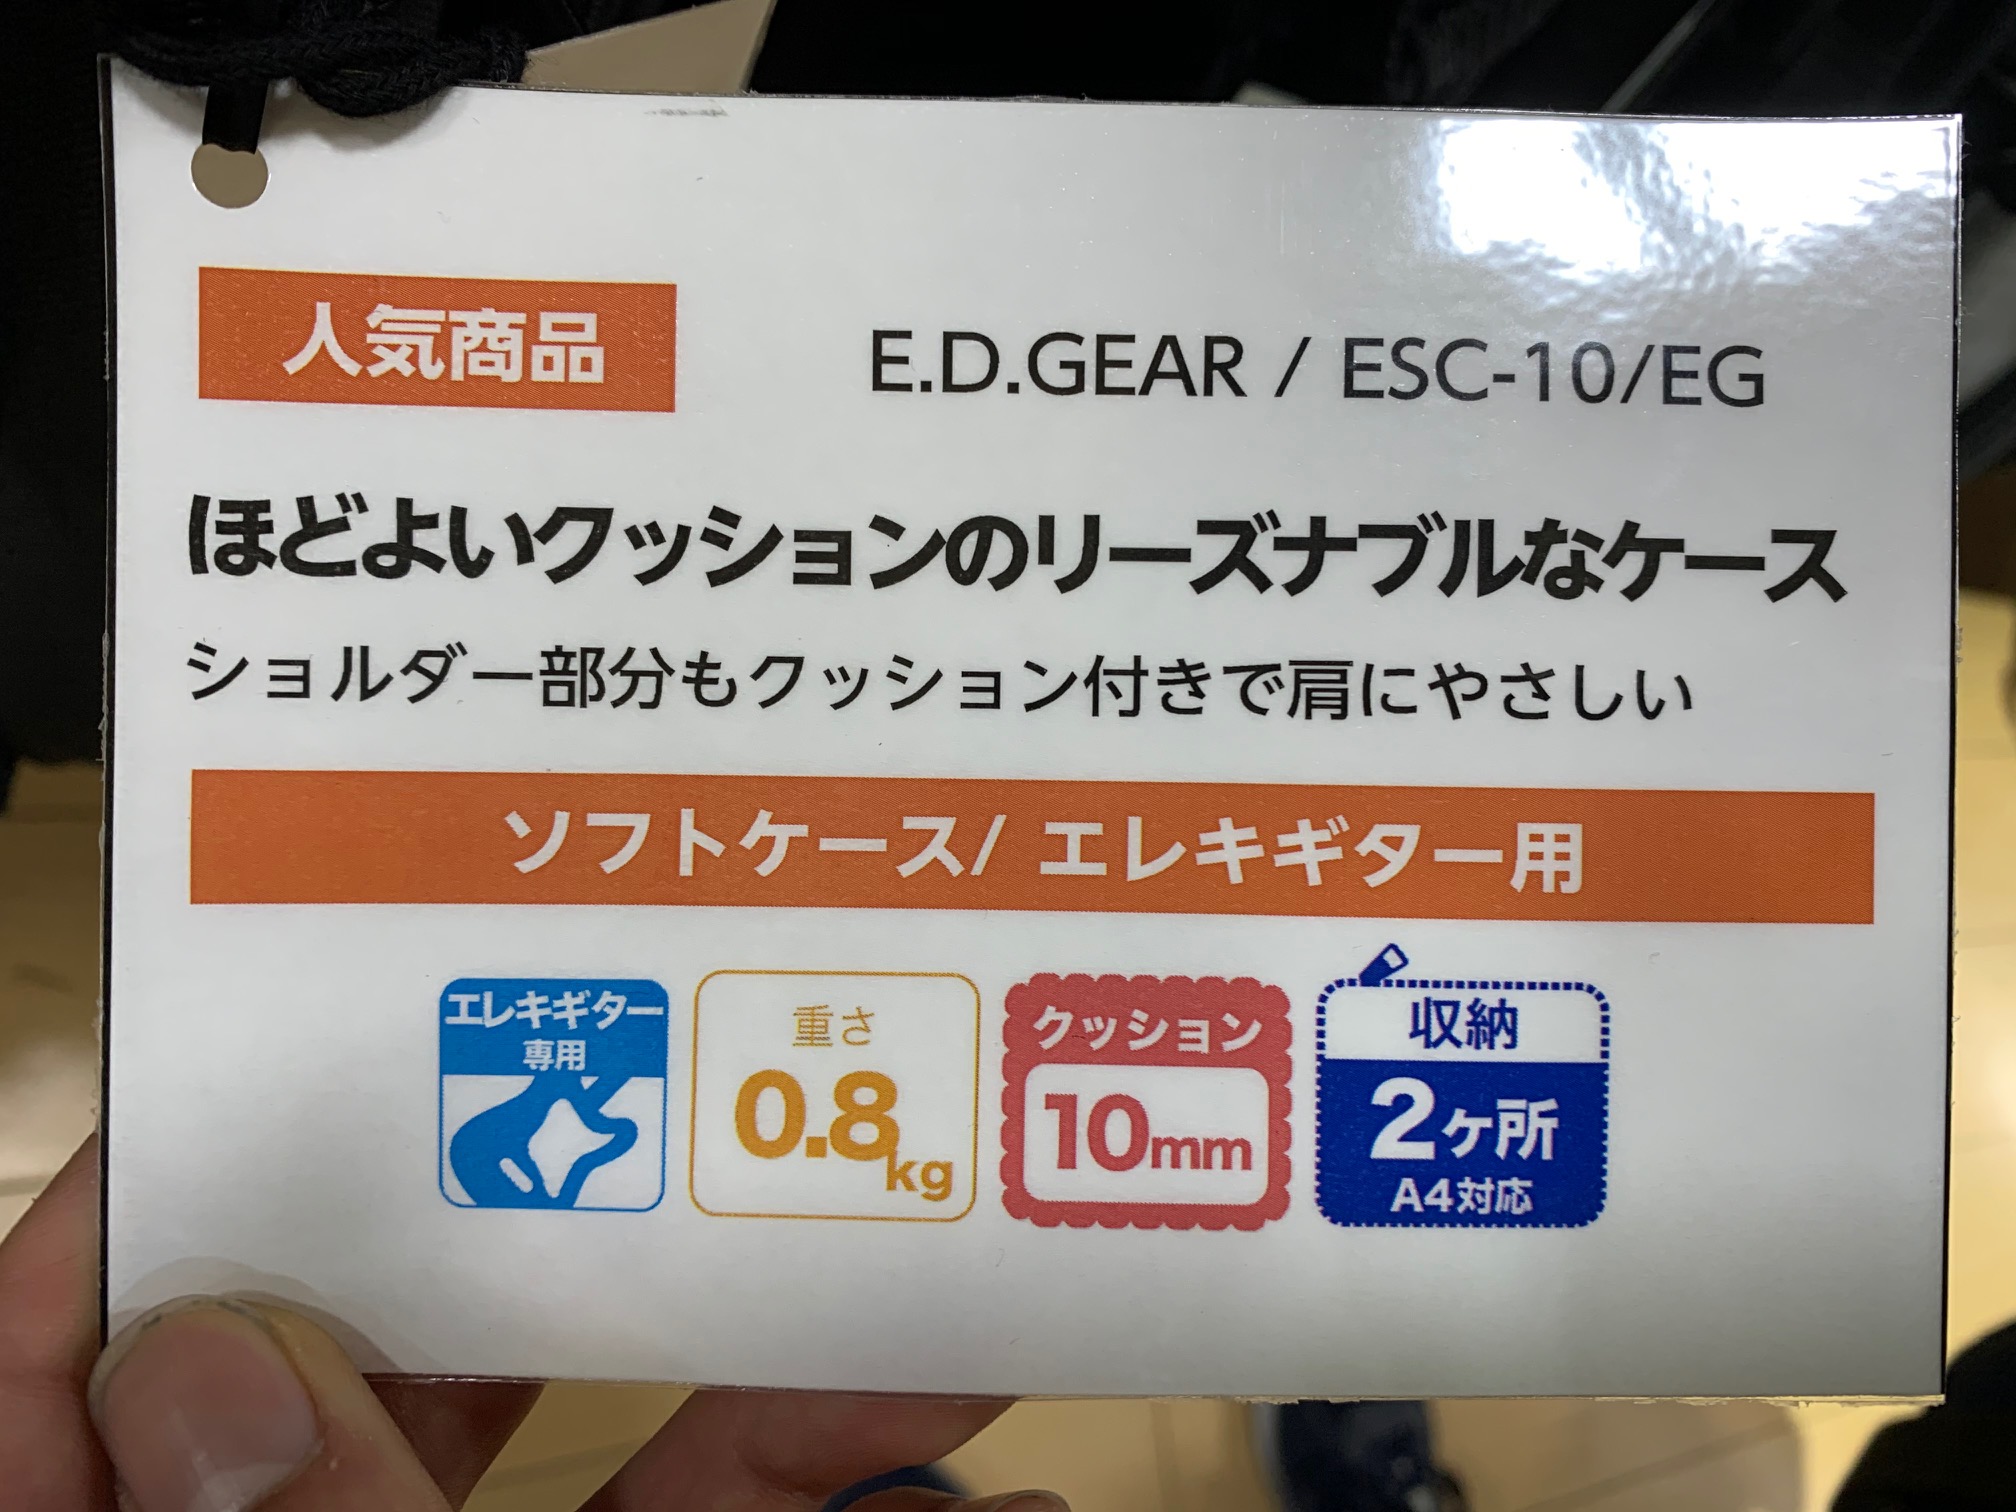 人気商品
E.D.GEAR / ESC-10/EG
ほどよいクッションのリーズナブルなケース
ショルダー部分もクッション付きで肩にやさしい
ソフトケース/ エレキギター用
エレキギター
専用
重さ
0.8kg
クッション
10mm
収納
2ヶ所
A4対応